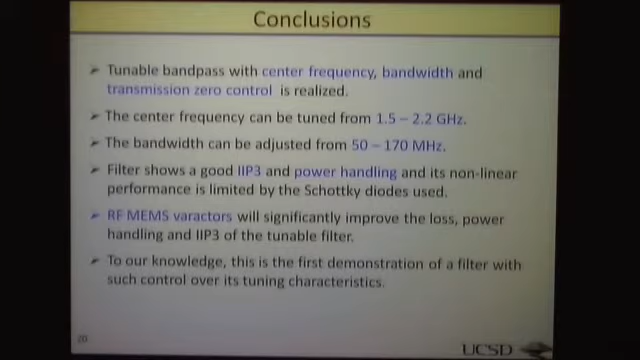 Conclusions
➤ Tunable bandpass with center frequency, bandwidth and
transmission zero control is realized.
➤ The center frequency can be tuned from 1.5 – 2.2 GHz.
➤ The bandwidth can be adjusted from 50 – 170 MHz.
➤ Filter shows a good IIP3 and power handling and its non-linear
performance is limited by the Schottky diodes used.
➤ RF MEMS varactors will significantly improve the loss, power
handling and IIP3 of the tunable filter.
➤ To our knowledge, this is the first demonstration of a filter with
such control over its tuning characteristics.
20
UCSD